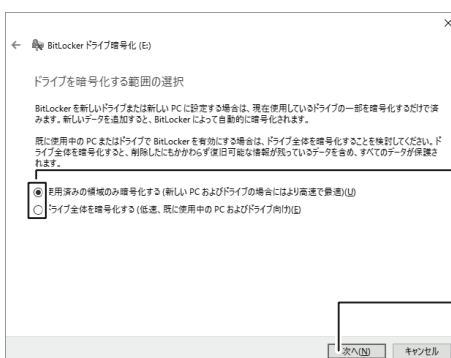 BitLocker ドライブ暗号化 (E:)
ドライブを暗号化する範囲の選択
BitLocker を新しいドライブまたは新しい PC に設定する場合は、現在使用しているドライブの一部を暗号化するだけで済
みます。新しいデータを追加すると、BitLocker によって自動的に暗号化されます。
既に使用中の PC またはドライブで BitLocker を有効にする場合は、ドライブ全体を暗号化することを検討してください。ド
ライブ全体を暗号化すると、削除したにもかかわらず復旧可能な情報が残っているデータを含め、すべてのデータが保護さ
れます。
使用済みの領域のみ暗号化する (新しい PC およびドライブの場合にはより高速で最適)(U)
ライブ全体を暗号化する (低速、既に使用中の PC およびドライブ向け)(E)
次へ(N) キャンセル